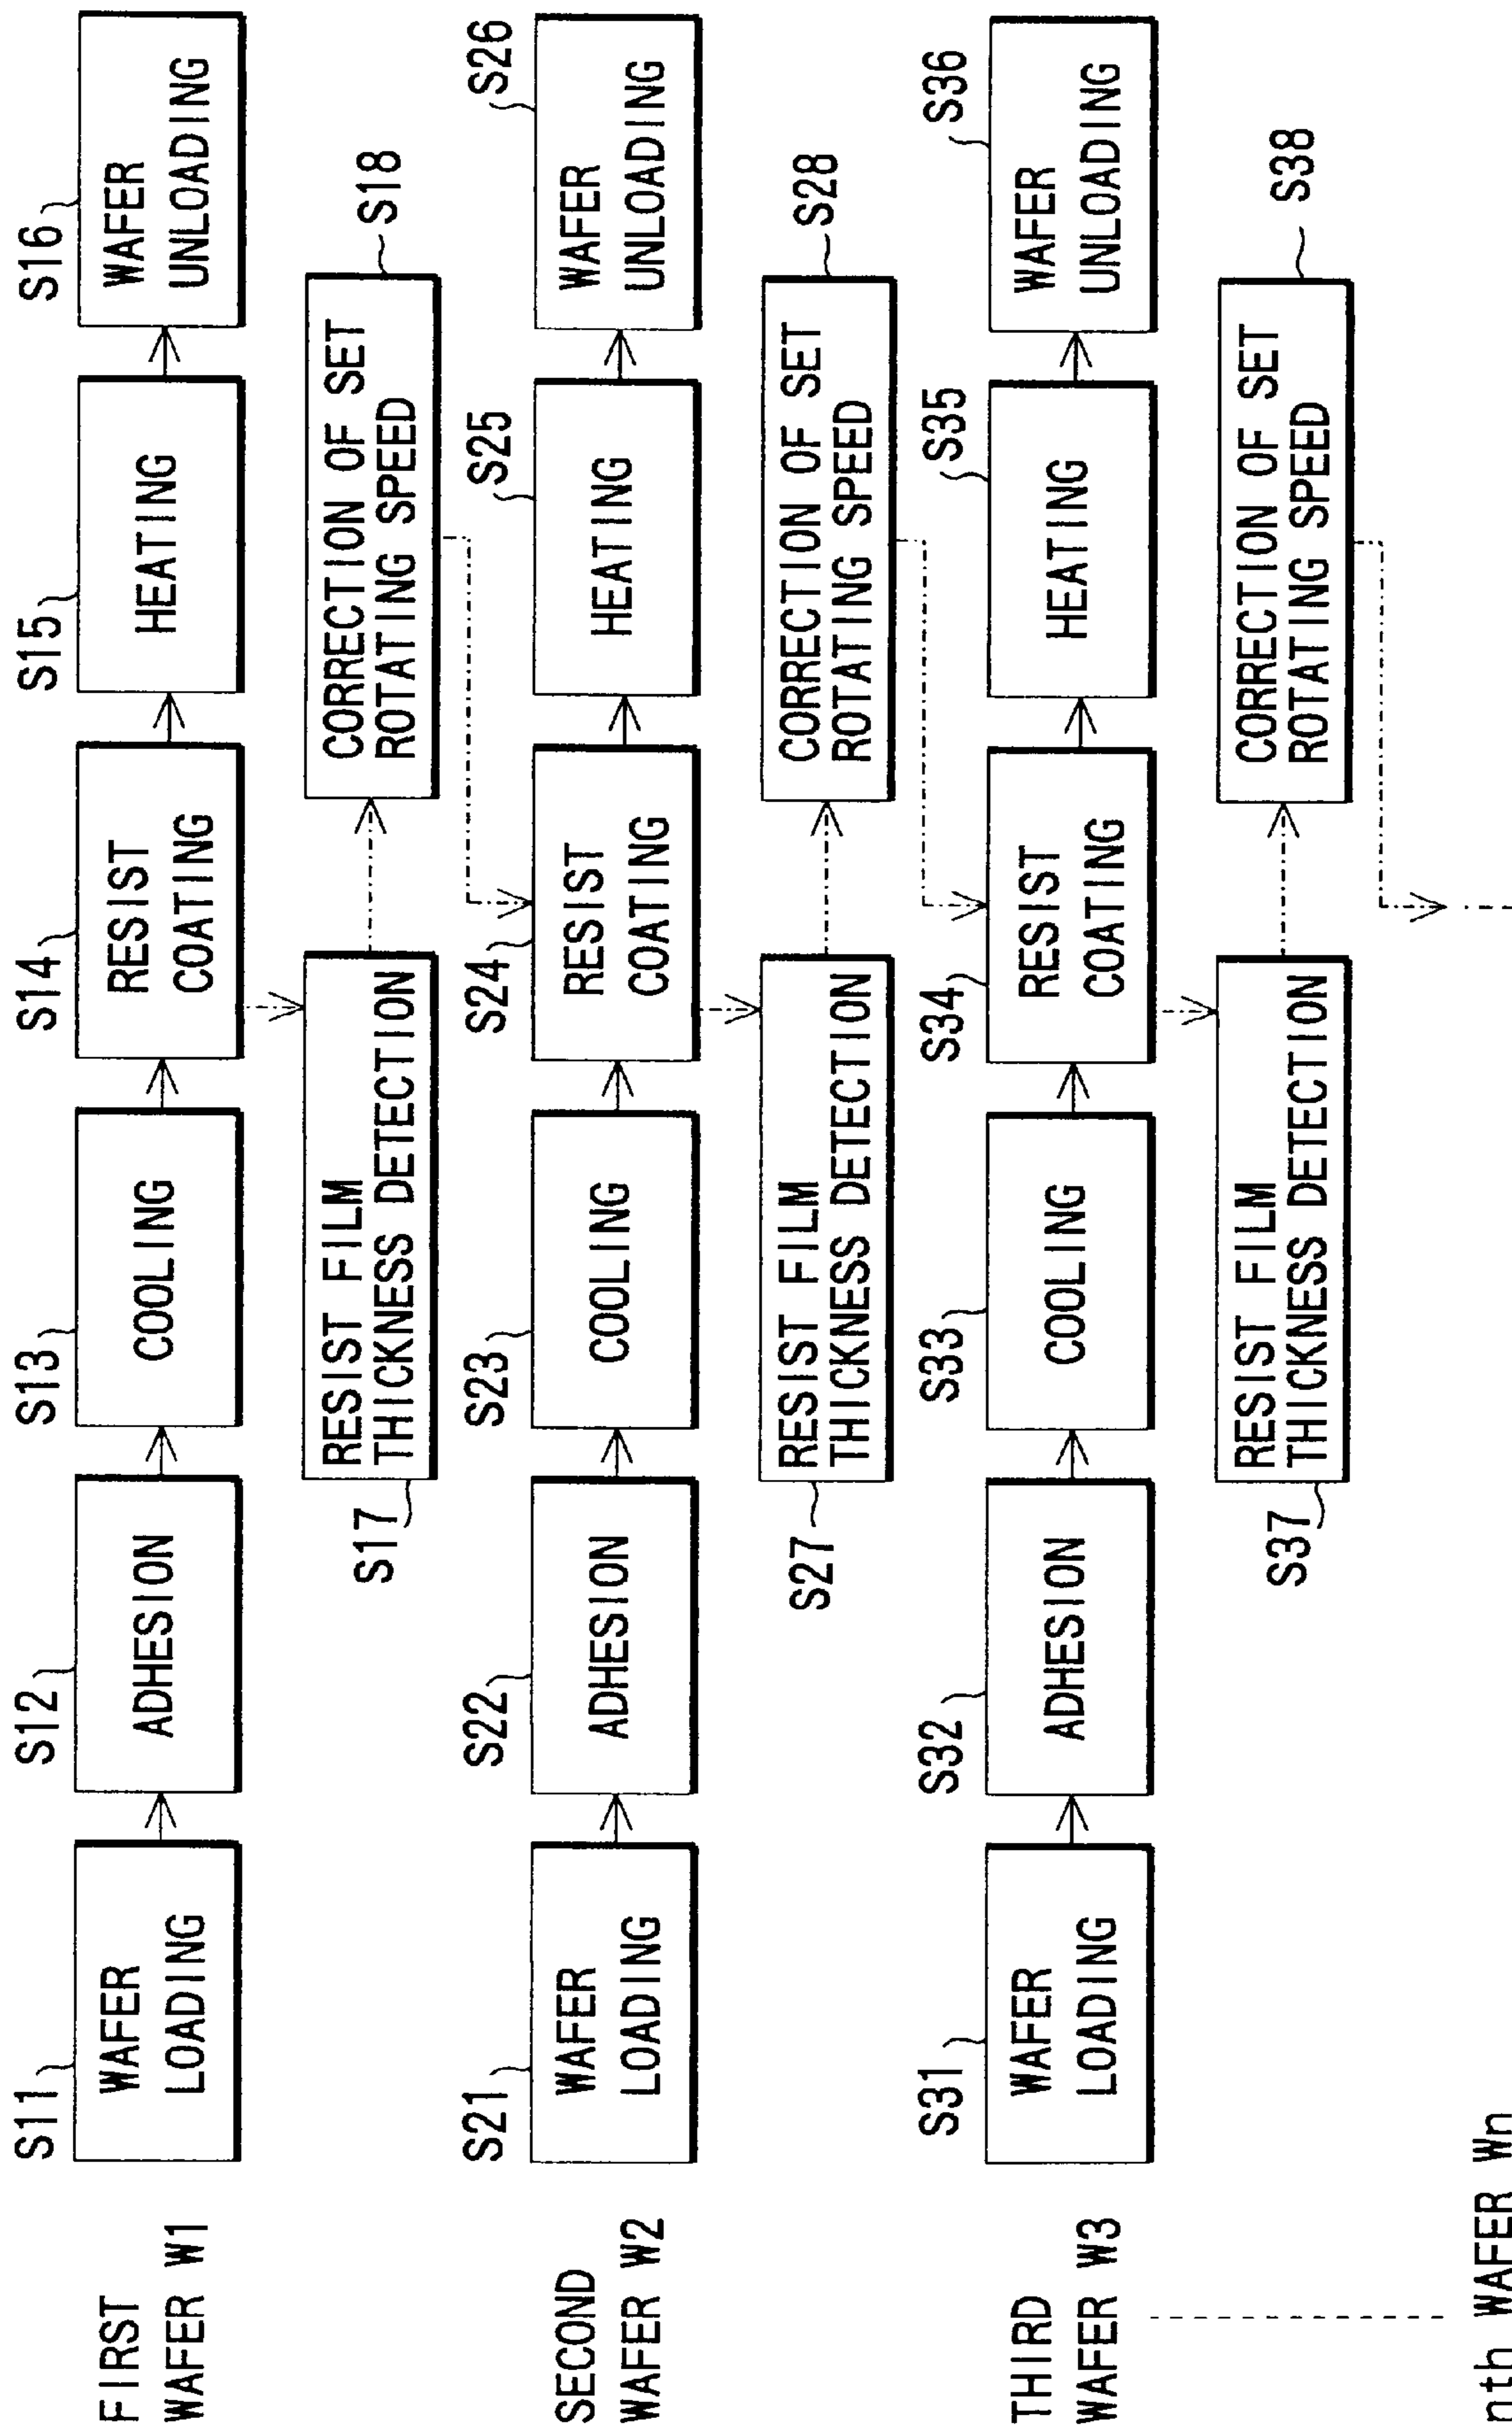 FIRST
WAFER W1
S11
WAFER
LOADING
S12
ADHESION
S13
COOLING
S14
RESIST
COATING
S15
HEATING
S16
WAFER
UNLOADING
S17
RESIST FILM
THICKNESS DETECTION
S18
CORRECTION OF SET
ROTATING SPEED
SECOND
WAFER W2
S21
WAFER
LOADING
S22
ADHESION
S23
COOLING
S24
RESIST
COATING
S25
HEATING
S26
WAFER
UNLOADING
S27
RESIST FILM
THICKNESS DETECTION
S28
CORRECTION OF SET
ROTATING SPEED
THIRD
WAFER W3
S31
WAFER
LOADING
S32
ADHESION
S33
COOLING
S34
RESIST
COATING
S35
HEATING
S36
WAFER
UNLOADING
S37
RESIST FILM
THICKNESS DETECTION
S38
CORRECTION OF SET
ROTATING SPEED
nth WAFER Wn